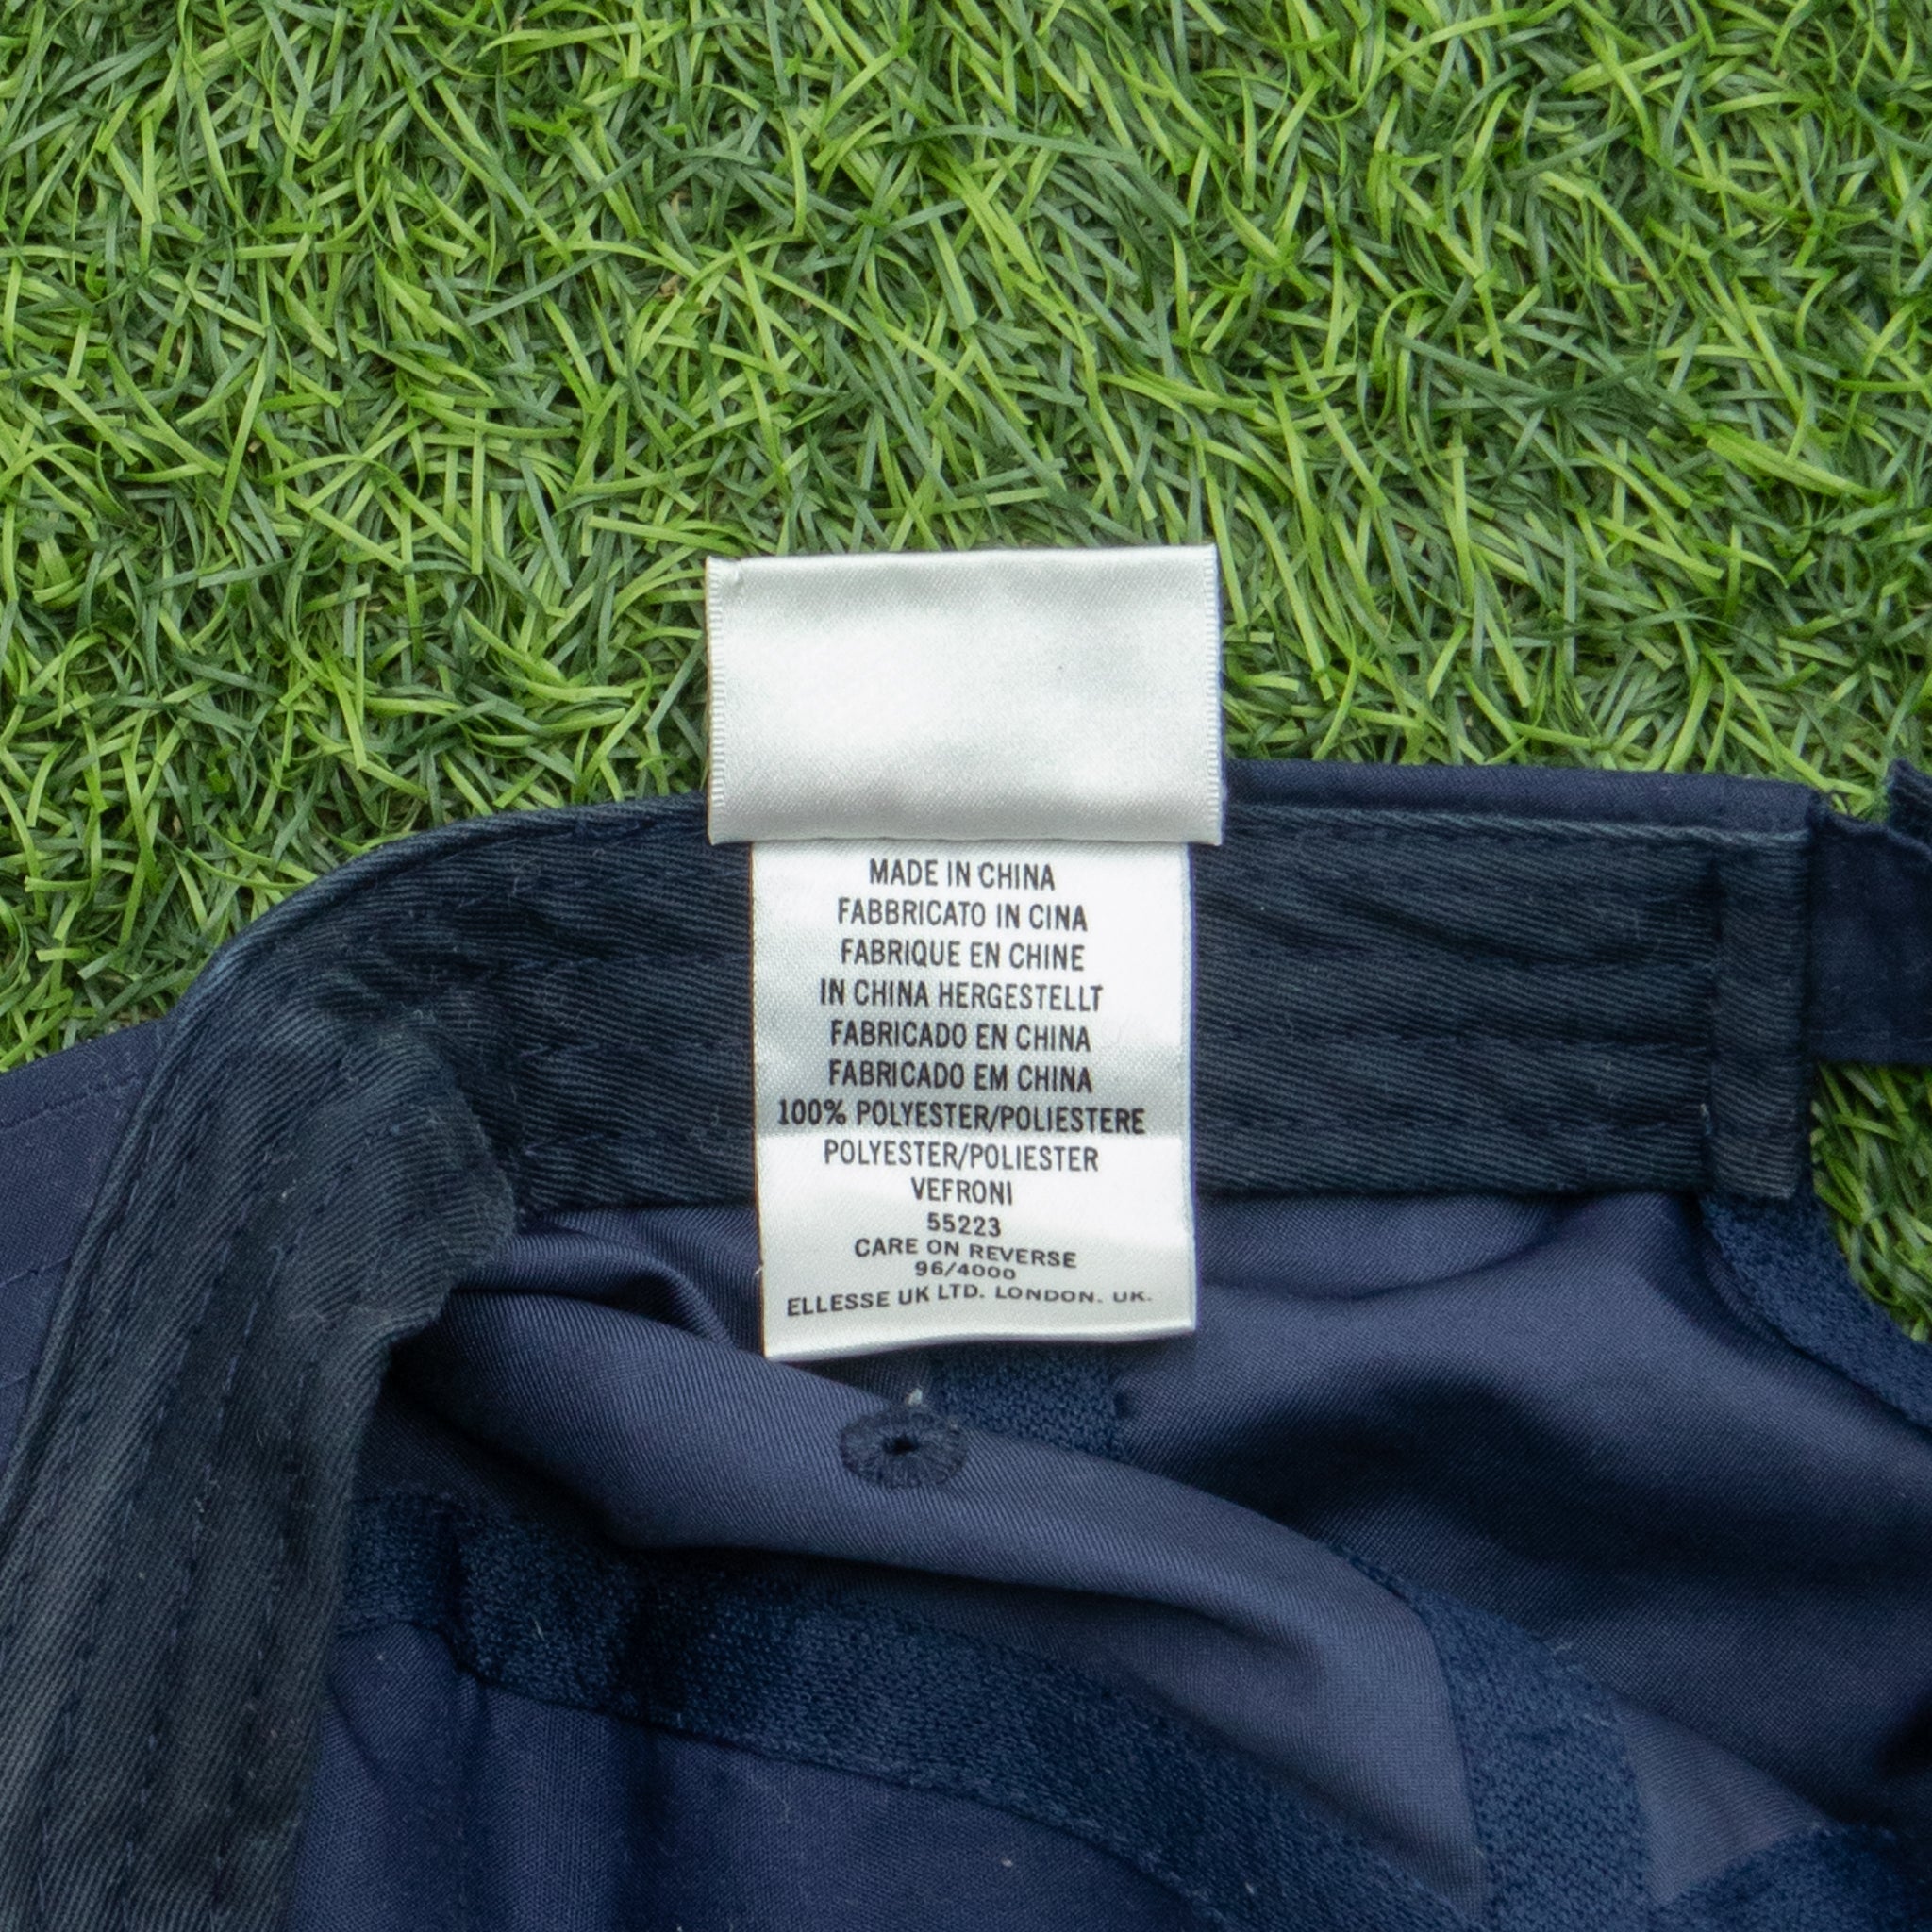 MADE IN CHINA
FABBRICATO IN CINA
FABRIQUE EN CHINE
IN CHINA HERGESTELLT
FABRICADO EN CHINA
FABRICADO EM CHINA
100% POLYESTER/POLIESTERE
POLYESTER/POLIESTER
VEFRONI
55223
CARE ON REVERSE
96/4000
ELLESSE UK LTD. LONDON. UK.